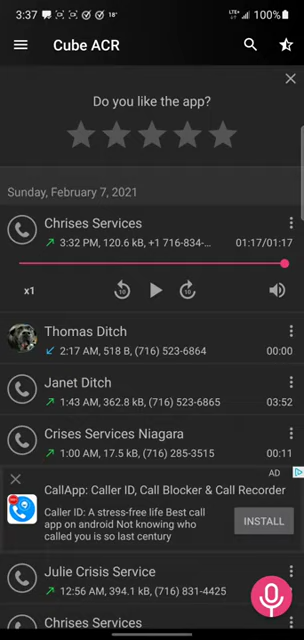 3:37 18° LTE+ 100%
Cube ACR
Do you like the app?
Sunday, February 7, 2021
Chrises Services
3:32 PM, 120.6 kB, +1 716-834-... 01:17/01:17
x1 10 10
Thomas Ditch
2:17 AM, 518 B, (716) 523-6864 00:00
Janet Ditch
1:43 AM, 362.8 kB, (716) 523-6865 03:52
Crises Services Niagara
1:00 AM, 17.5 kB, (716) 285-3515 00:11
AD
CallApp: Caller ID, Call Blocker & Call Recorder
Caller ID: A stress-free life Best call
app on android Not knowing who
called you is so last century
INSTALL
Julie Crisis Service
12:56 AM, 394.1 kB, (716) 831-4425
Chrises Services